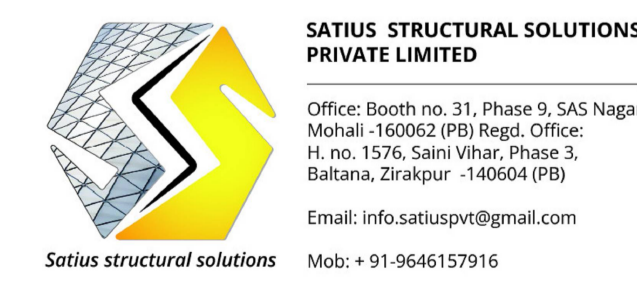 SATIUS STRUCTURAL SOLUTIONS
PRIVATE LIMITED
Office: Booth no. 31, Phase 9, SAS Nagar
Mohali -160062 (PB) Regd. Office:
H. no. 1576, Saini Vihar, Phase 3,
Baltana, Zirakpur -140604 (PB)
Email: info.satiuspvt@gmail.com
Mob: + 91-9646157916
Satius structural solutions